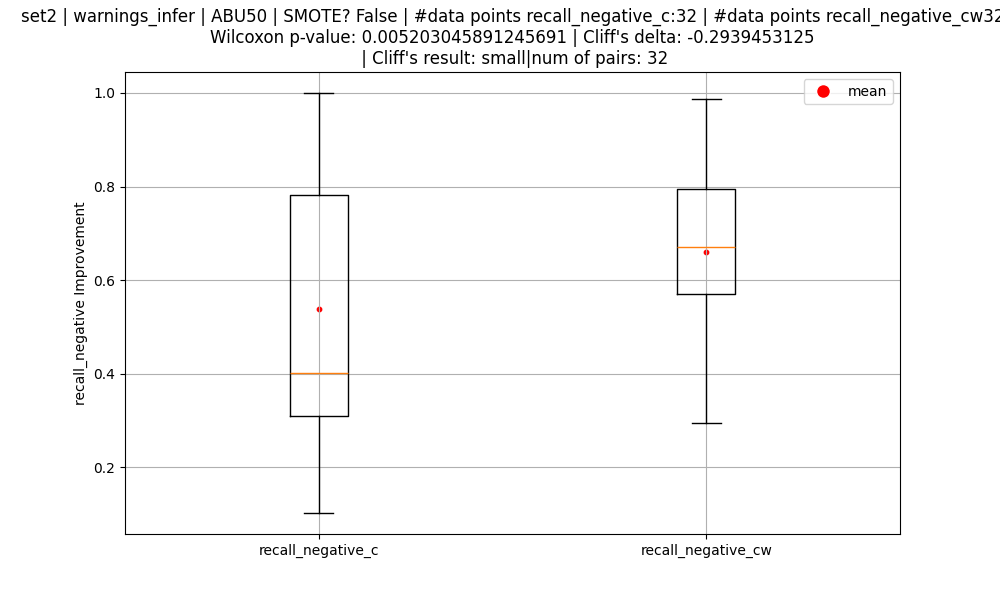 set2 | warnings_infer | ABU50 | SMOTE? False | #data points recall_negative_c:32 | #data points recall_negative_cw32
Wilcoxon p-value: 0.005203045891245691 | Cliff's delta: -0.2939453125
| Cliff's result: small|num of pairs: 32
mean
1.0
0.8
0.6
0.4
0.2
recall_negative Improvement
recall_negative_c
recall_negative_cw